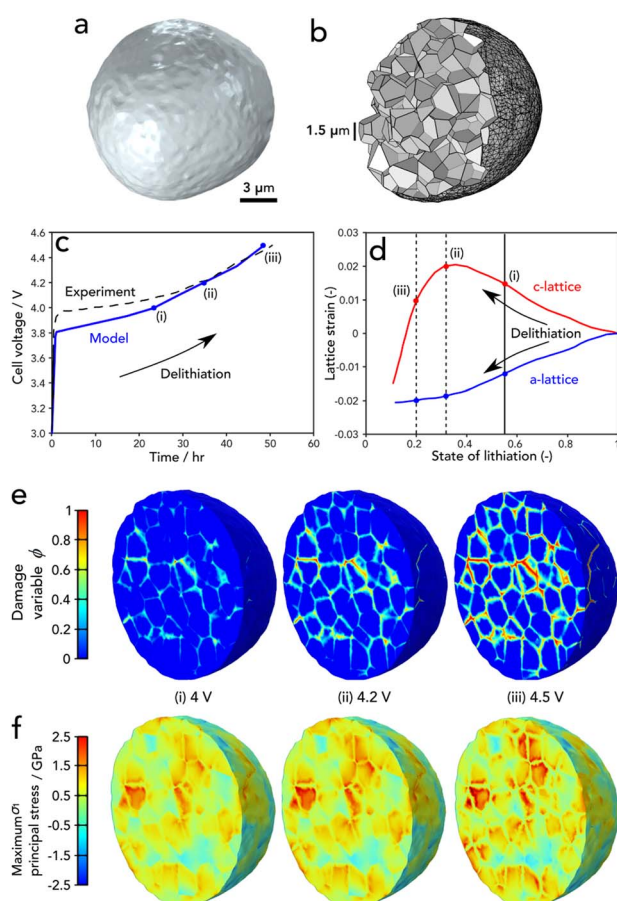 a
b
1.5 μm
3 μm
c
d
Cell voltage / V
4.6
4.4
4.2
4.0
3.8
3.6
3.4
3.2
3.0
Experiment
Model
(i)
(ii)
(iii)
Delithiation
0
10
20
30
40
50
60
Time / hr
Lattice strain (-)
0.03
0.02
0.01
0
-0.01
-0.02
-0.03
(iii)
(ii)
(i)
c-lattice
Delithiation
a-lattice
0
0.2
0.4
0.6
0.8
1
State of lithiation (-)
e
Damage
variable ϕ
1
0.8
0.6
0.4
0.2
0
(i) 4 V
(ii) 4.2 V
(iii) 4.5 V
f
Maximum
principal stress / GPa
2.5
1.5
0.5
-0.5
-1.5
-2.5